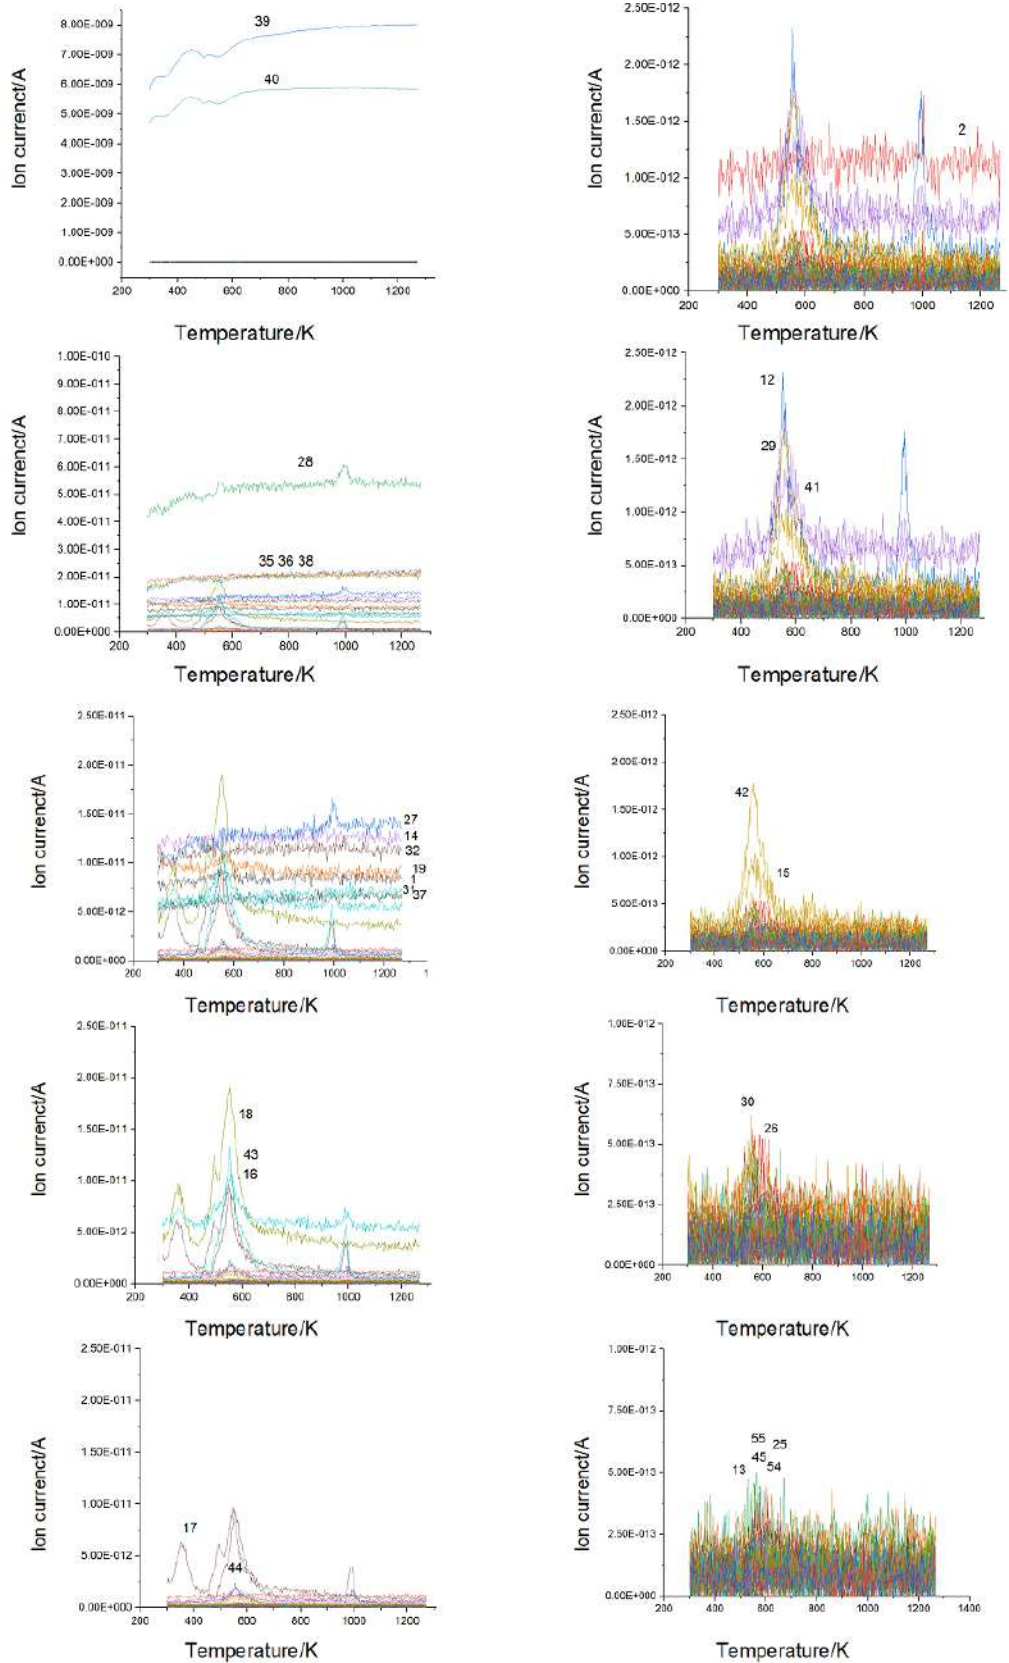 8.00E-009
7.00E-009
6.00E-009
5.00E-009
4.00E-009
3.00E-009
2.00E-009
1.00E-009
0.00E+000
39
40
200 400 600 800 1000 1200
Ion currenct/A
Temperature/K
2.50E-012
2.00E-012
1.50E-012
1.00E-012
5.00E-013
0.00E+000
2
200 400 600 800 1000 1200
Ion currenct/A
Temperature/K
1.00E-010
9.00E-011
8.00E-011
7.00E-011
6.00E-011
5.00E-011
4.00E-011
3.00E-011
2.00E-011
1.00E-011
0.00E+000
28
35 36 38
200 400 600 800 1000 1200
Ion currenct/A
Temperature/K
2.50E-012
2.00E-012
1.50E-012
1.00E-012
5.00E-013
0.00E+000
12
29
41
200 400 600 800 1000 1200
Ion currenct/A
Temperature/K
2.50E-011
2.00E-011
1.50E-011
1.00E-011
5.00E-012
0.00E+000
27
14
32
19
1
31 37
200 400 600 800 1000 1200 1
Ion currenct/A
Temperature/K
2.50E-012
2.00E-012
1.50E-012
1.00E-012
5.00E-013
0.00E+000
42
15
200 400 600 800 1000 1200
Ion currenct/A
Temperature/K
2.50E-011
2.00E-011
1.50E-011
1.00E-011
5.00E-012
0.00E+000
18
43
16
200 400 600 800 1000 1200
Ion currenct/A
Temperature/K
1.00E-012
7.50E-013
5.00E-013
2.50E-013
0.00E+000
30
26
200 400 600 800 1000 1200
Ion currenct/A
Temperature/K
2.50E-011
2.00E-011
1.50E-011
1.00E-011
5.00E-012
0.00E+000
17
44
200 400 600 800 1000 1200
Ion currenct/A
Temperature/K
1.00E-012
7.50E-013
5.00E-013
2.50E-013
0.00E+000
55 25
13 45 54
200 400 600 800 1000 1200 1400
Ion currenct/A
Temperature/K